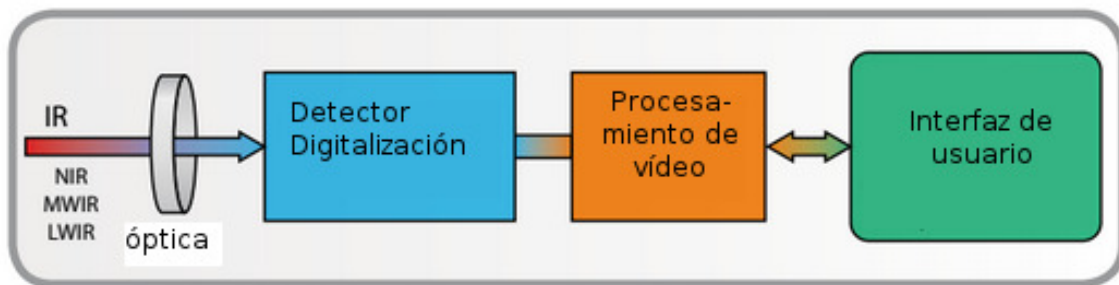 IR
NIR
MWIR
LWIR
óptica
Detector
Digitalización
Procesa-
miento de
vídeo
Interfaz de
usuario